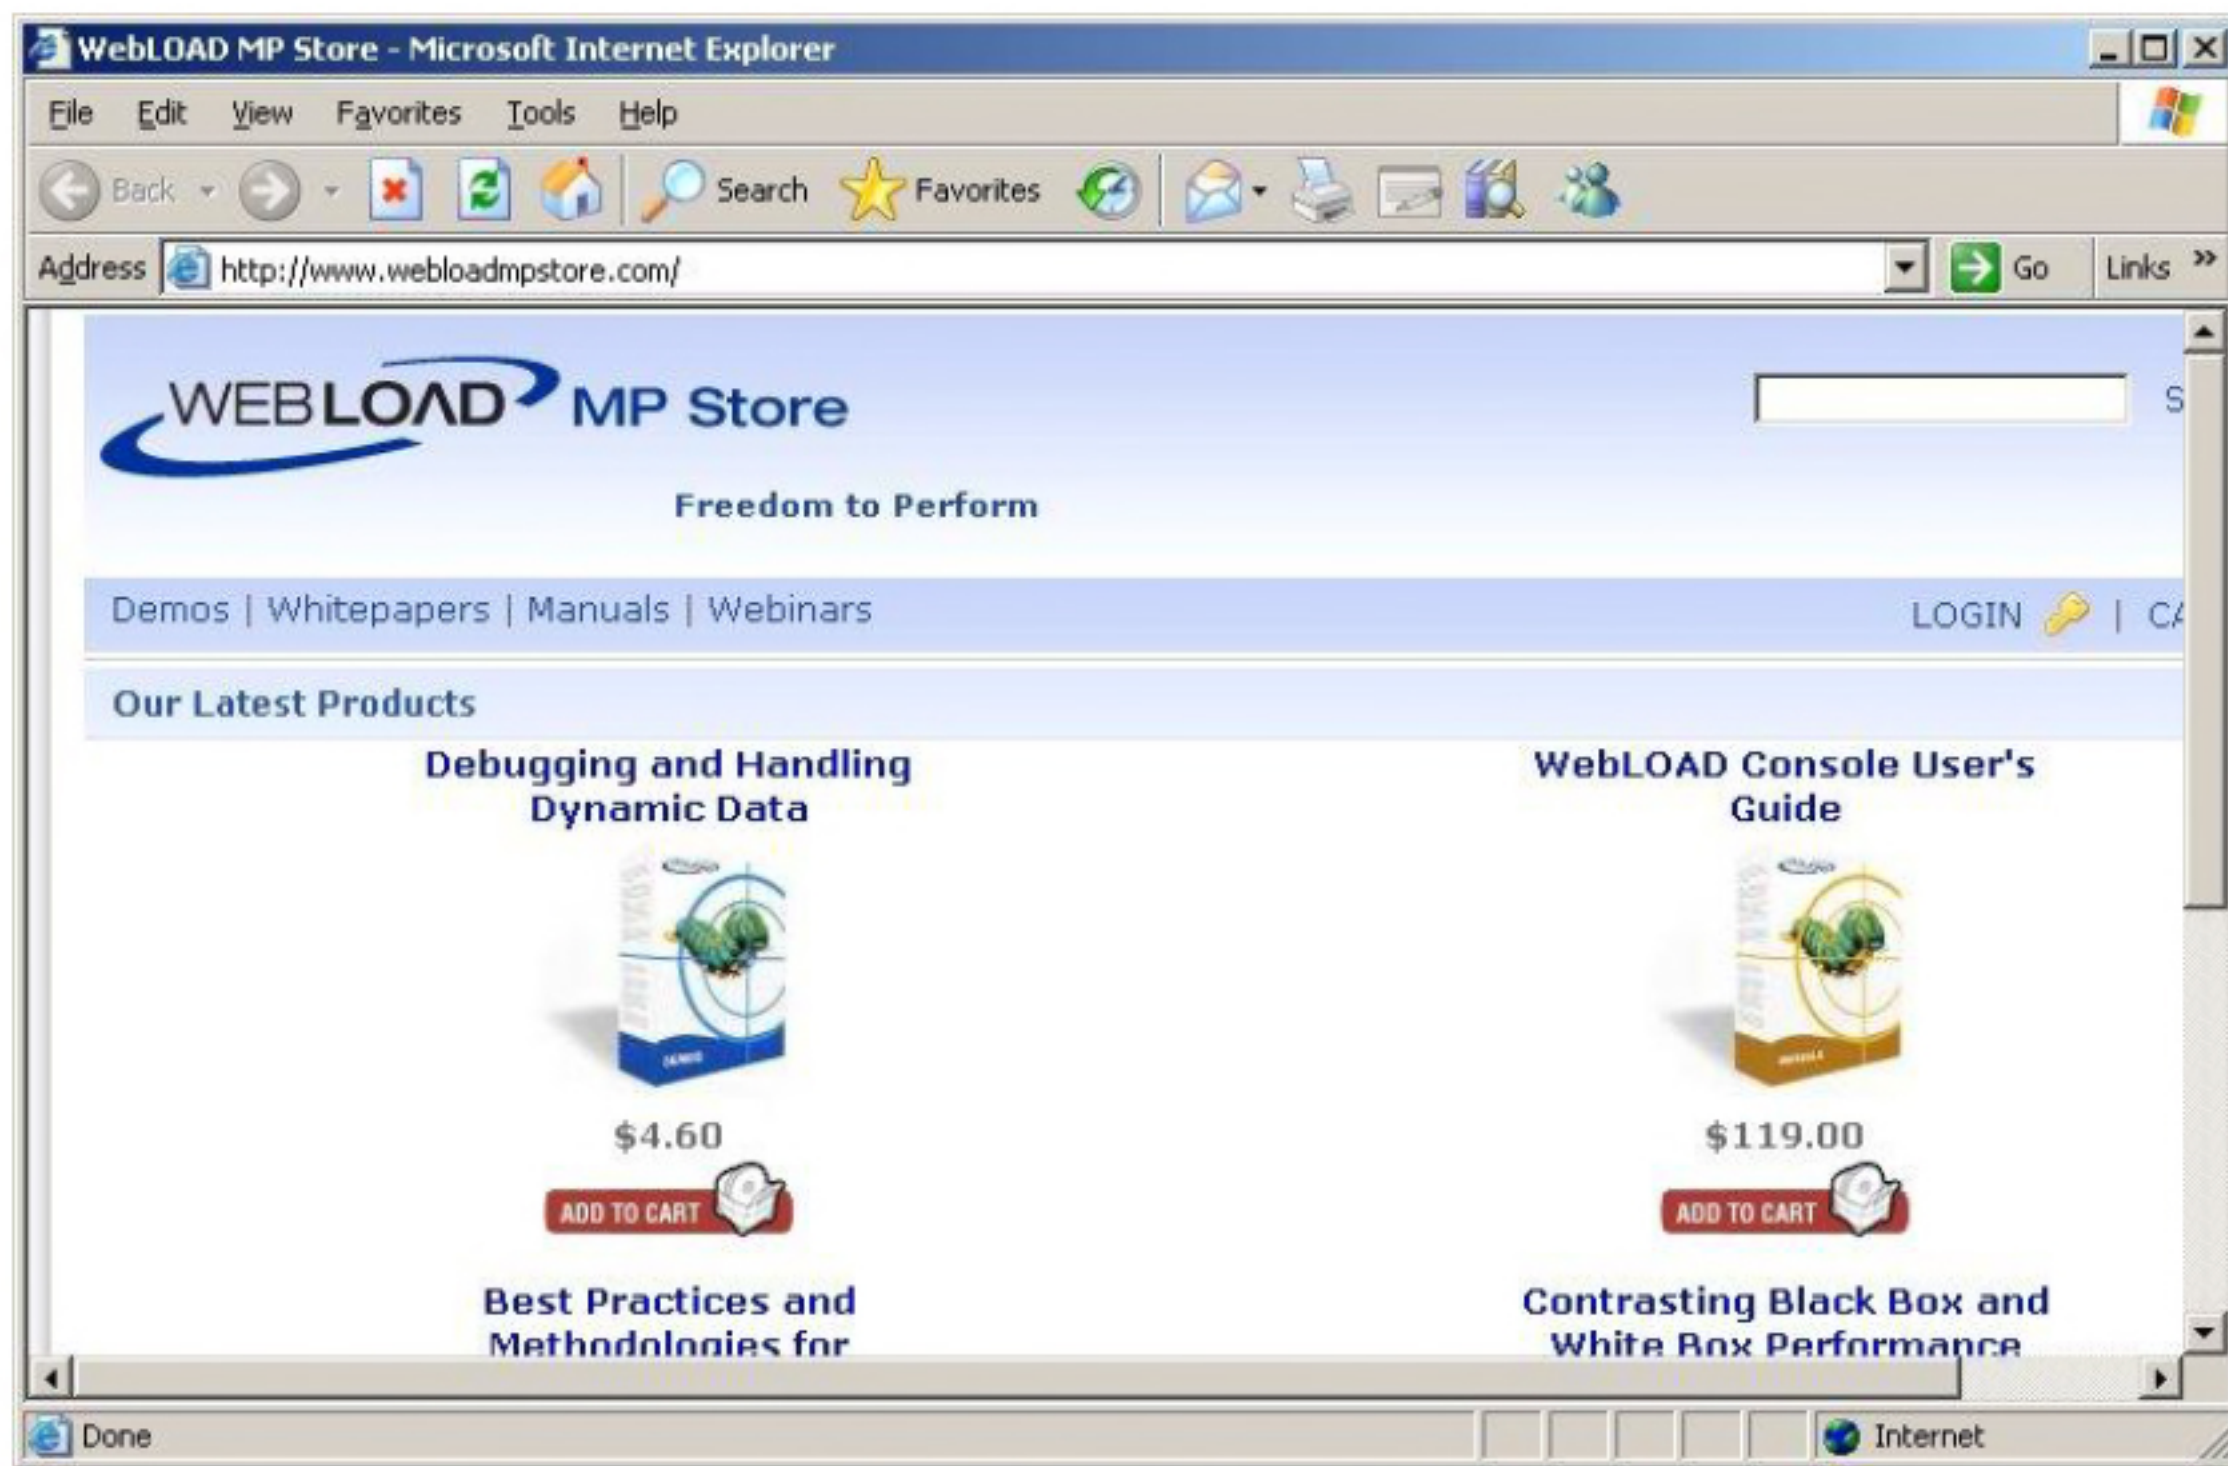 WebLOAD MP Store - Microsoft Internet Explorer
File Edit View Favorites Tools Help
Back Search Favorites
Address http://www.webloadmpstore.com/ Go Links »
WEBLOAD MP Store S
Freedom to Perform
Demos | Whitepapers | Manuals | Webinars LOGIN | CA
Our Latest Products
Debugging and Handling
Dynamic Data
WebLOAD Console User's
Guide
$4.60
$119.00
ADD TO CART
ADD TO CART
Best Practices and
Methodologies for
Contrasting Black Box and
White Box Performance
Done Internet